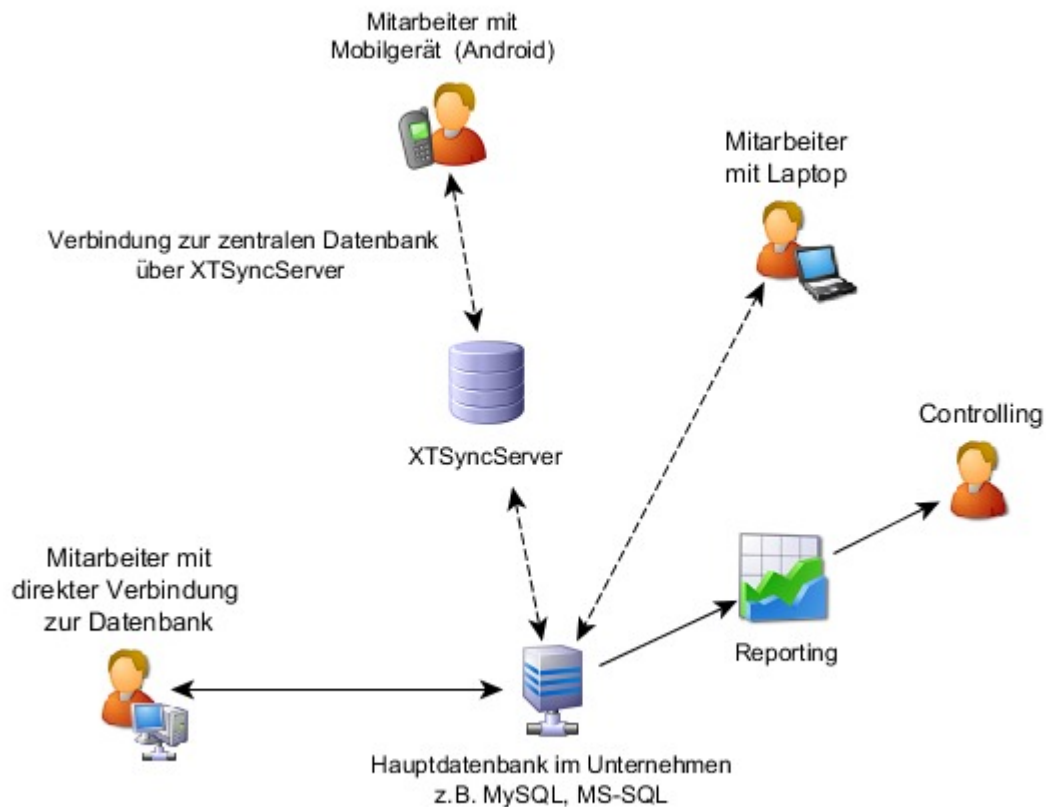 Mitarbeiter mit
Mobilgerät (Android)
Mitarbeiter
mit Laptop
Verbindung zur zentralen Datenbank
über XTSyncServer
XTSyncServer
Controlling
Mitarbeiter mit
direkter Verbindung
zur Datenbank
Reporting
Hauptdatenbank im Unternehmen
z.B. MySQL, MS-SQL